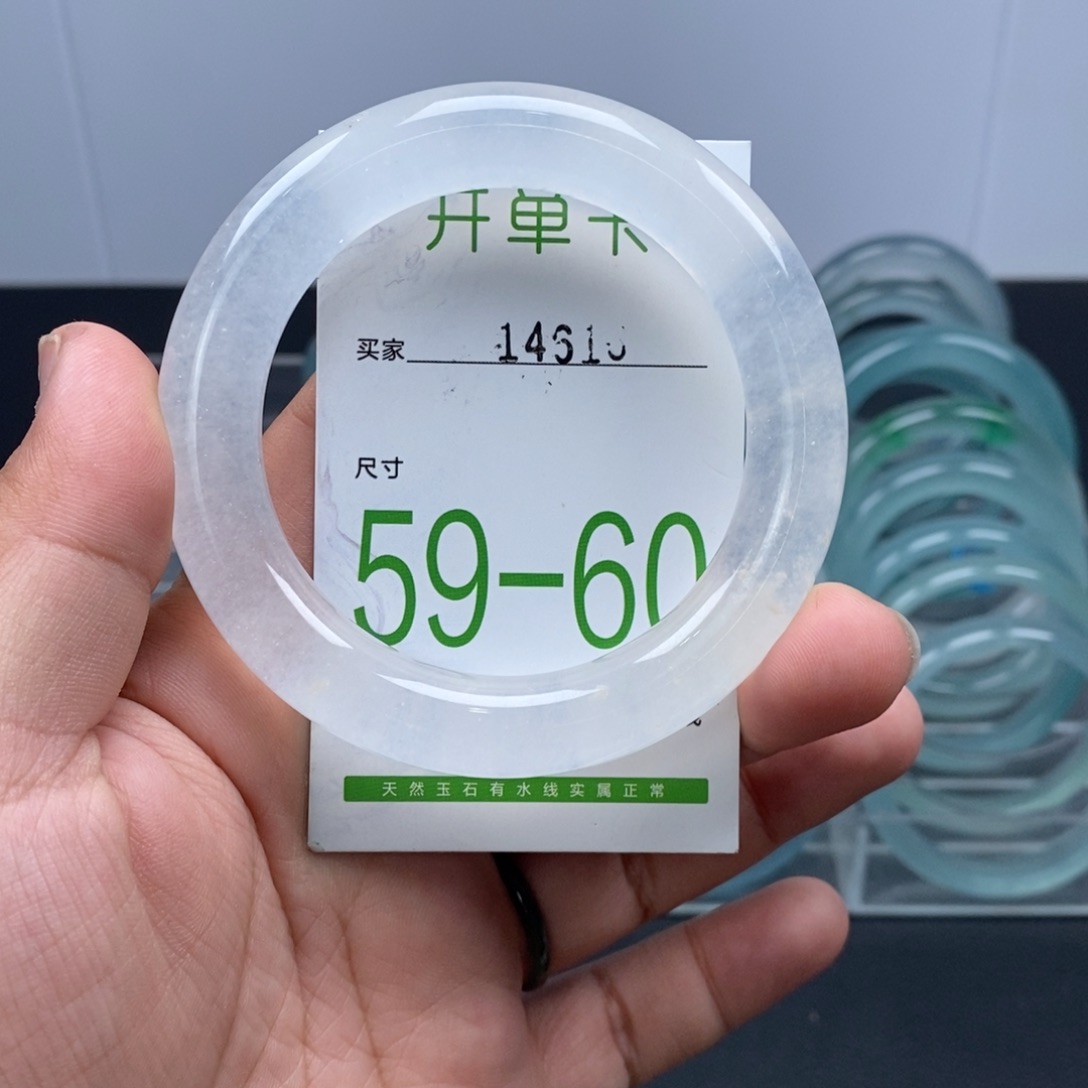 开单卡
买家 1461
尺寸
59-60
天然玉石有水线实属正常